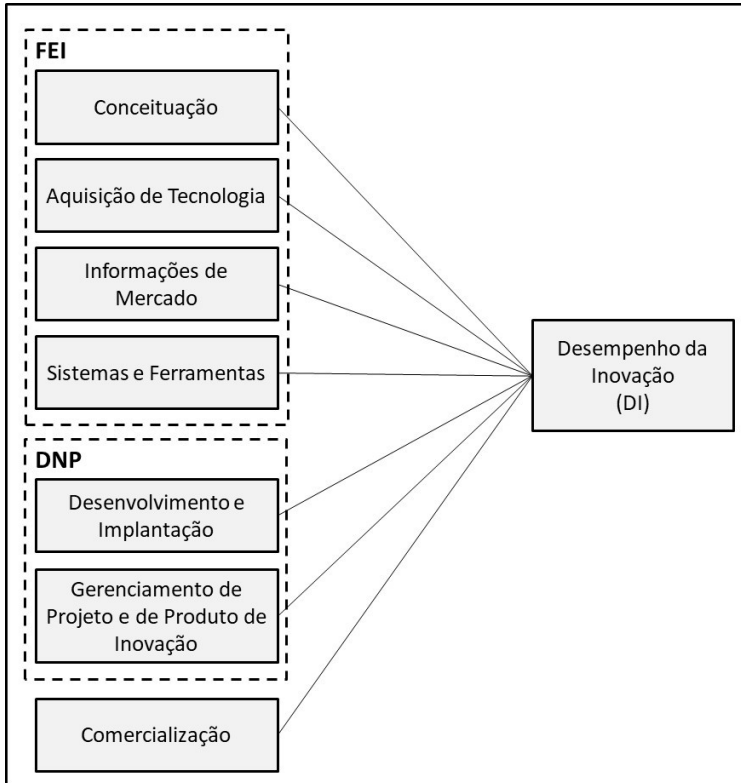 FEI
Conceituação
Aquisição de Tecnologia
Informações de
Mercado
Sistemas e Ferramentas
DNP
Desenvolvimento e
Implantação
Gerenciamento de
Projeto e de Produto de
Inovação
Comercialização
Desempenho da
Inovação
(DI)